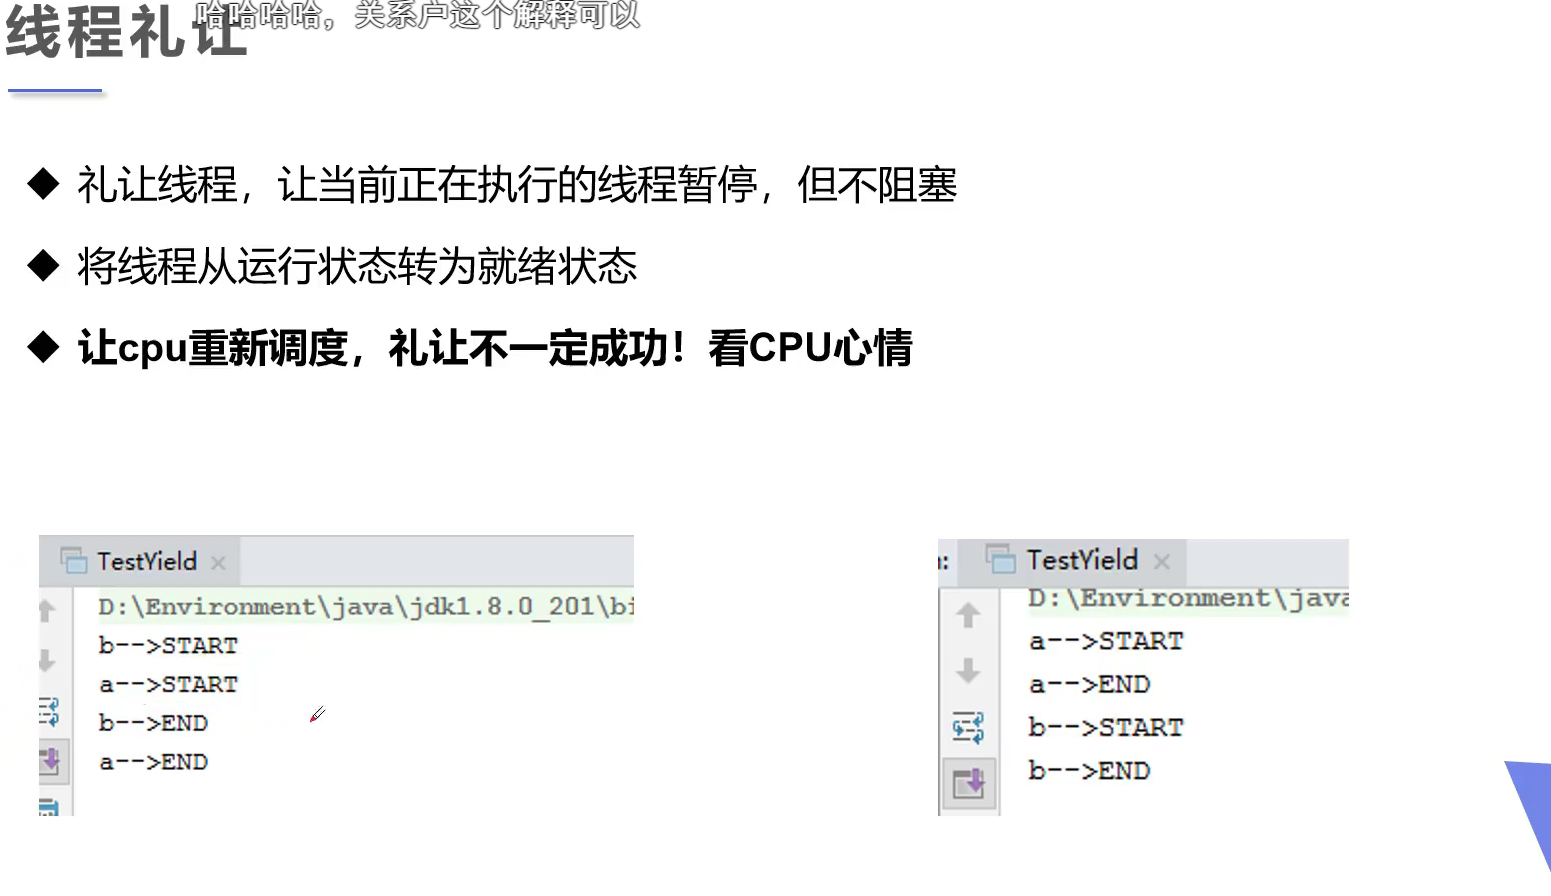 哈哈哈哈，关系户这个解释可以
线程礼让
◆ 礼让线程，让当前正在执行的线程暂停，但不阻塞
◆ 将线程从运行状态转为就绪状态
◆ 让cpu重新调度，礼让不一定成功！看CPU心情
TestYield ×
D:\Environment\java\jdk1.8.0_201\bi
b-->START
a-->START
b-->END
a-->END
: TestYield ×
D:\Environment\java
a-->START
a-->END
b-->START
b-->END